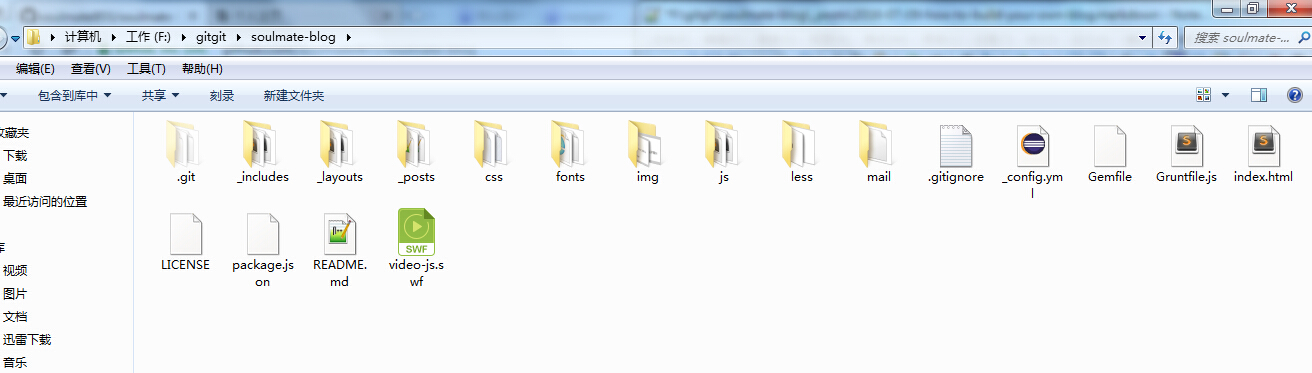 计算机 工作 (F:) gitgit soulmate-blog 搜索 soulmate-...
编辑(E) 查看(V) 工具(T) 帮助(H)
包含到库中 共享 刻录 新建文件夹
收藏夹
下载
桌面
最近访问的位置
库
视频
图片
文档
迅雷下载
音乐
.git _includes _layouts _posts css fonts img js less mail .gitignore _config.ym Gemfile Gruntfile.js index.html
l
LICENSE package.js README. video-js.s
on md wf
SWF